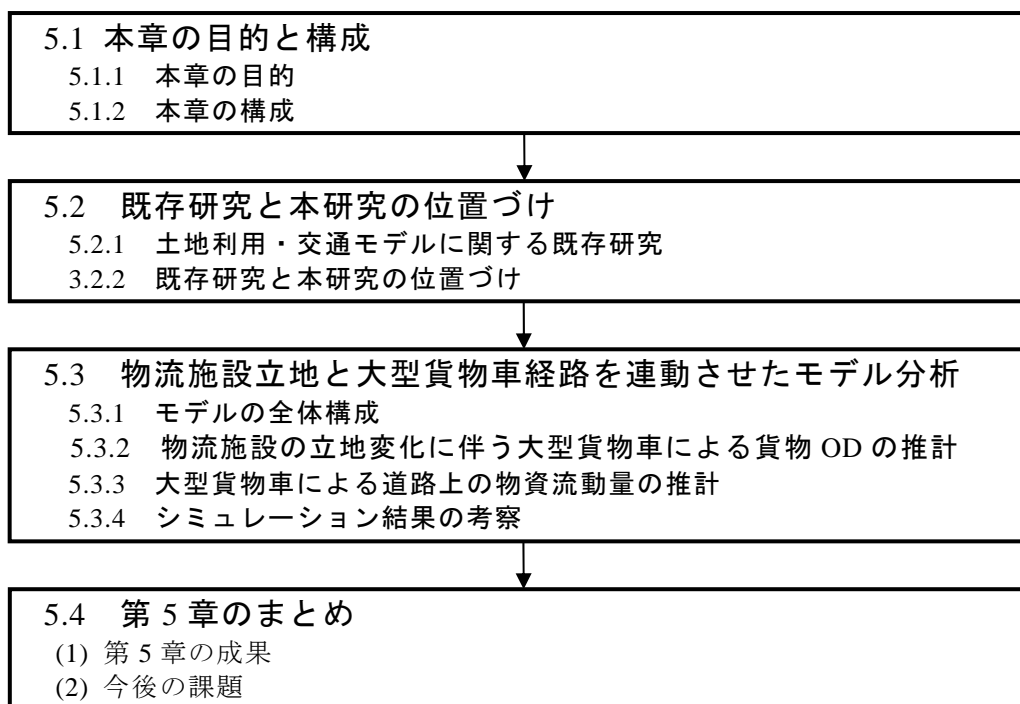 5.1 本章の目的と構成
5.1.1 本章の目的
5.1.2 本章の構成
5.2 既存研究と本研究の位置づけ
5.2.1 土地利用・交通モデルに関する既存研究
3.2.2 既存研究と本研究の位置づけ
5.3 物流施設立地と大型貨物車経路を連動させたモデル分析
5.3.1 モデルの全体構成
5.3.2 物流施設の立地変化に伴う大型貨物車による貨物 OD の推計
5.3.3 大型貨物車による道路上の物資流動量の推計
5.3.4 シミュレーション結果の考察
5.4 第 5 章のまとめ
(1) 第 5 章の成果
(2) 今後の課題